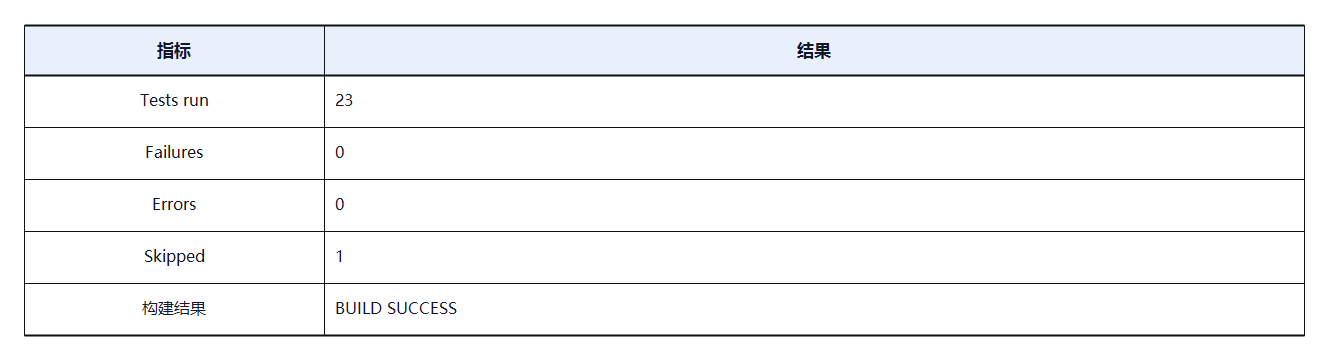 指标 结果
Tests run 23
Failures 0
Errors 0
Skipped 1
构建结果 BUILD SUCCESS